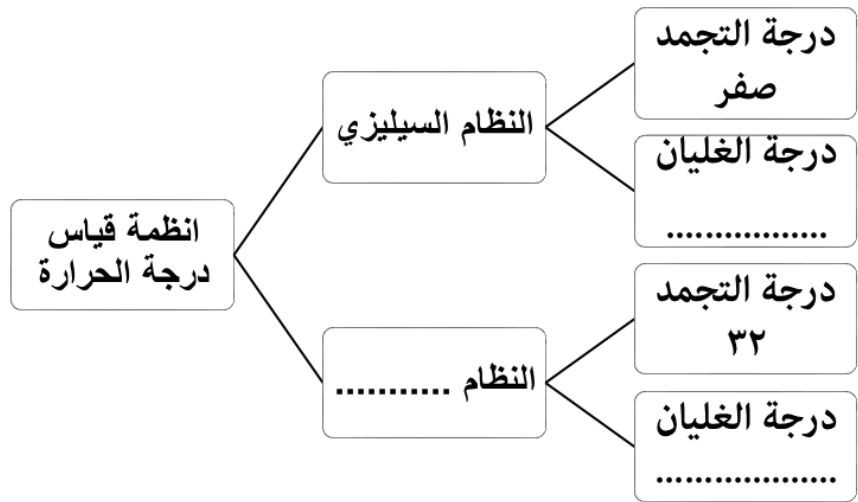 انظمة قياس
درجة الحرارة
النظام السيليزي
درجة التجمد
صفر
درجة الغليان
.................
النظام ...........
درجة التجمد
٣٢
درجة الغليان
...................